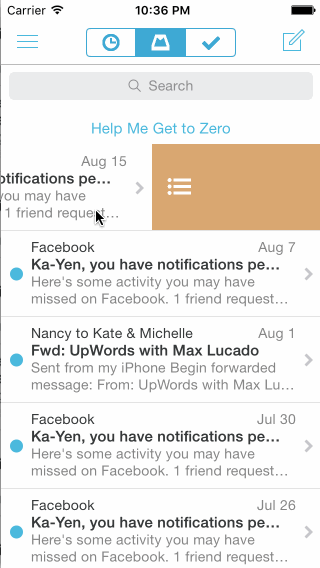 Carrier 10:36 PM
Search
Help Me Get to Zero
Aug 15
otifications pe…
you may have
1 friend request…
Facebook Aug 7
Ka-Yen, you have notifications pe…
Here's some activity you may have
missed on Facebook. 1 friend request…
Nancy to Kate & Michelle Aug 1
Fwd: UpWords with Max Lucado
Sent from my iPhone Begin forwarded
message: From: UpWords with Max Lu…
Facebook Jul 30
Ka-Yen, you have notifications pe…
Here's some activity you may have
missed on Facebook. 1 friend request…
Facebook Jul 26
Ka-Yen, you have notifications pe…
Here's some activity you may have
missed on Facebook. 1 friend request…